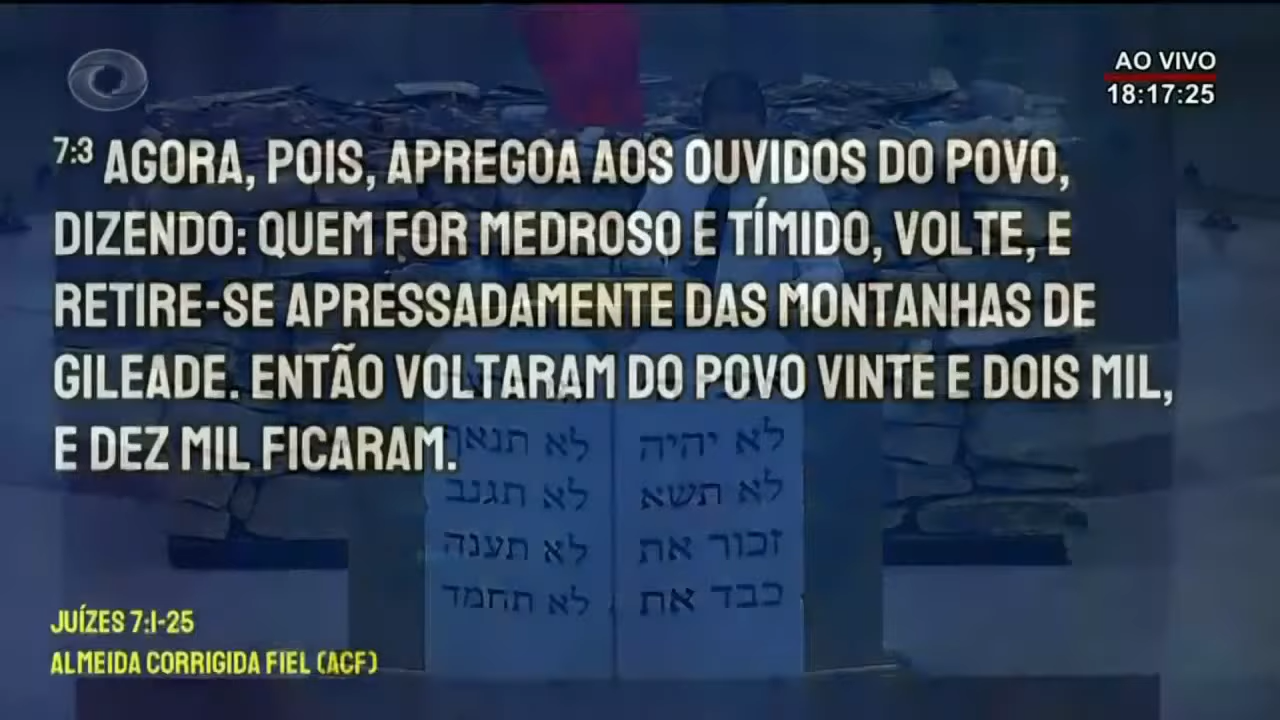 AO VIVO
18:17:25
7:3 AGORA, POIS, APREGOA AOS OUVIDOS DO POVO,
DIZENDO: QUEM FOR MEDROSO E TÍMIDO, VOLTE, E
RETIRE-SE APRESSADAMENTE DAS MONTANHAS DE
GILEADE. ENTÃO VOLTARAM DO POVO VINTE E DOIS MIL,
E DEZ MIL FICARAM.
לא יהיה
לא תשא
זכור את
כבד את
לא תנאף
לא תגנב
לא תענה
לא תחמד
JUÍZES 7:1-25
ALMEIDA CORRIGIDA FIEL (ACF)